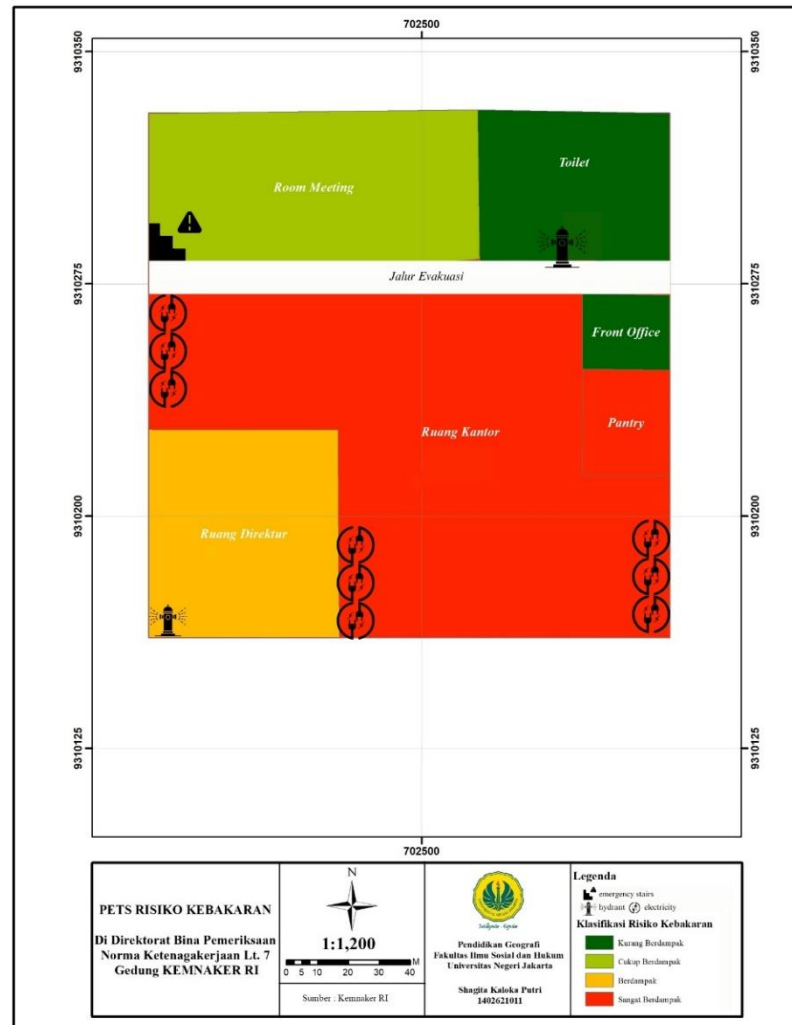 702500
9310350
9310350
Room Meeting
Toilet
Jalur Evakuasi
9310275
9310275
Front Office
Ruang Kantor
Pantry
9310200
9310200
Ruang Direktur
9310125
9310125
702500
PETS RISIKO KEBAKARAN
Di Direktorat Bina Pemeriksaan
Norma Ketenagakerjaan Lt. 7
Gedung KEMNAKER RI
N
1:1,200
M
0 5 10 20 30 40
Sumber : Kemnaker RI
Pendidikan Geografi
Fakultas Ilmu Sosial dan Hukum
Universitas Negeri Jakarta
Shagita Kaloka Putri
1402621011
Legenda
emergency stairs
hydrant electricity
Klasifikasi Risiko Kebakaran
Kurang Berdampak
Cukup Berdampak
Berdampak
Sangat Berdampak